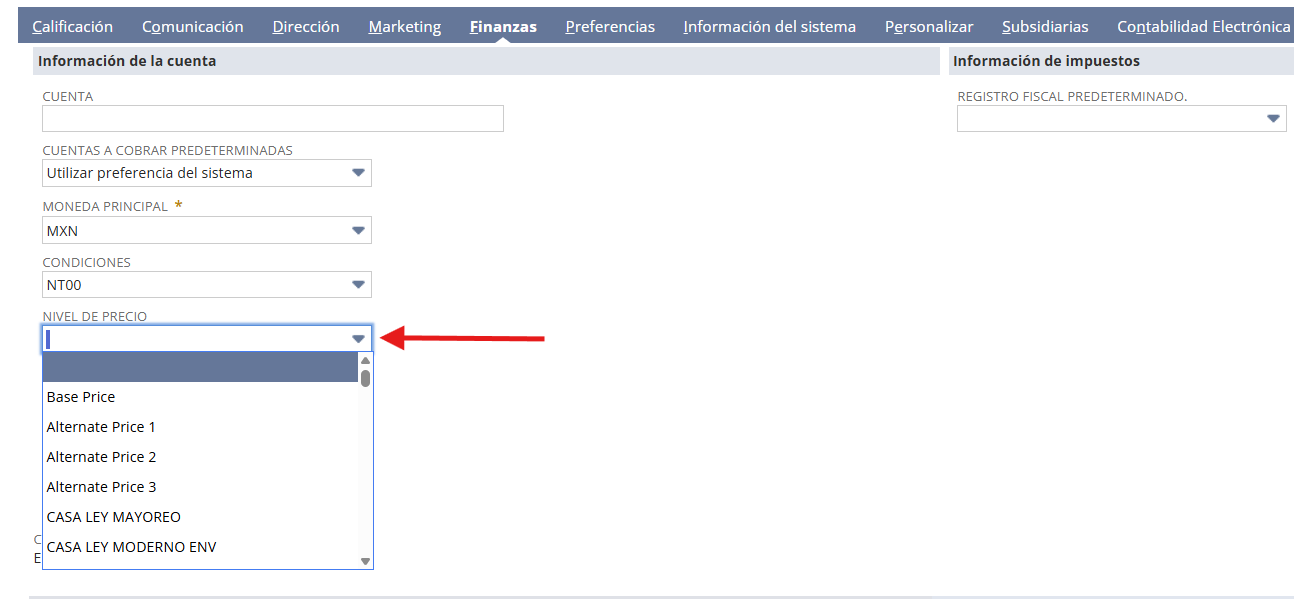 Calificación Comunicación Dirección Marketing Finanzas Preferencias Información del sistema Personalizar Subsidiarias Contabilidad Electrónica
Información de la cuenta
CUENTA
CUENTAS A COBRAR PREDETERMINADAS
Utilizar preferencia del sistema
MONEDA PRINCIPAL *
MXN
CONDICIONES
NT00
NIVEL DE PRECIO
Base Price
Alternate Price 1
Alternate Price 2
Alternate Price 3
CASA LEY MAYOREO
CASA LEY MODERNO ENV
Información de impuestos
REGISTRO FISCAL PREDETERMINADO.